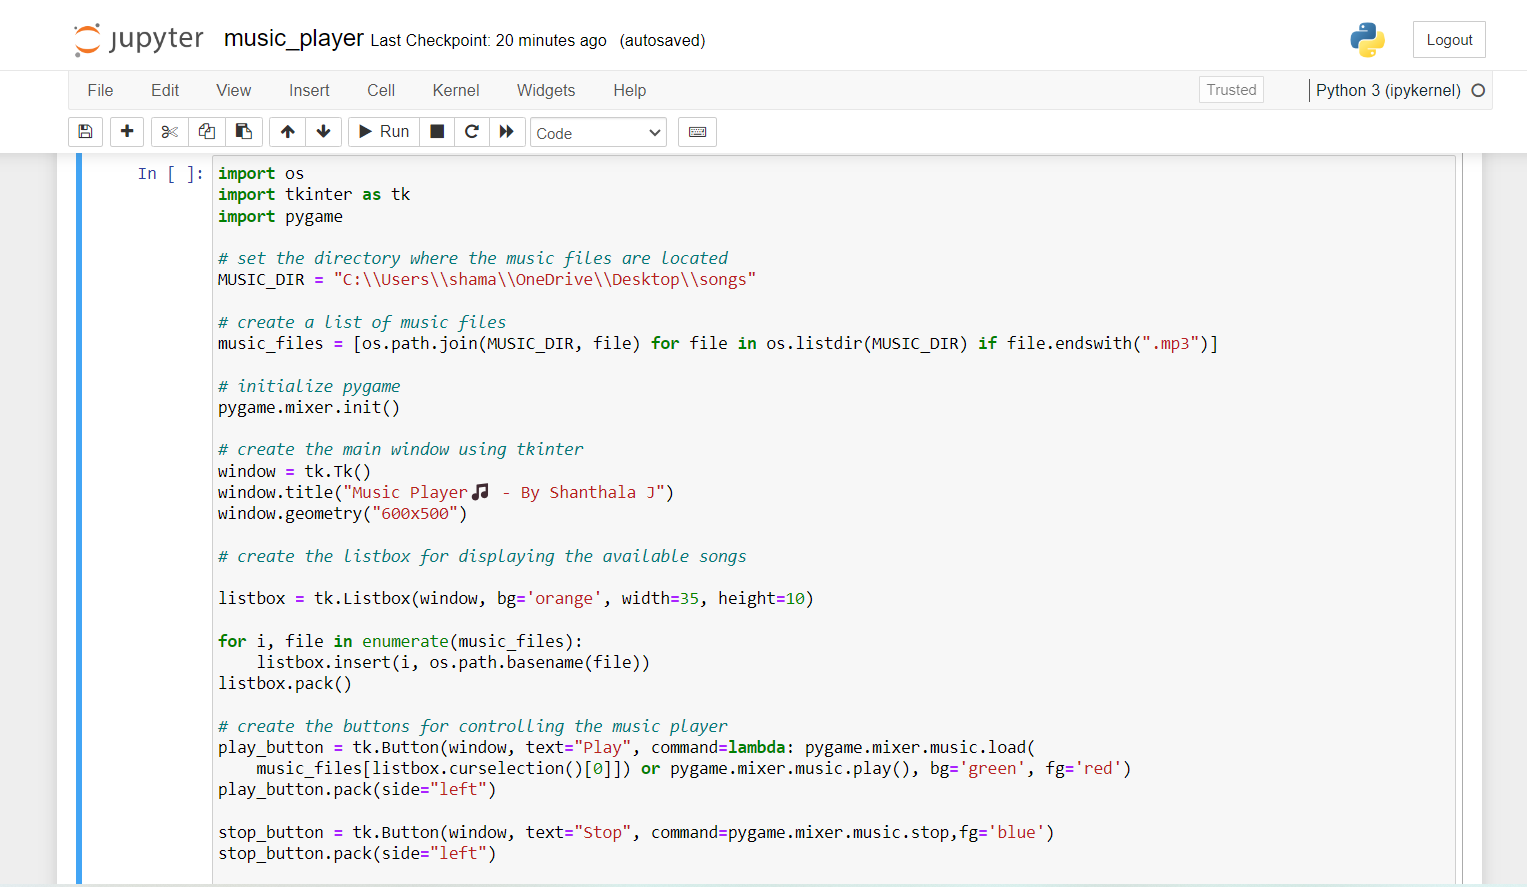 jupyter music_player Last Checkpoint: 20 minutes ago (autosaved) Logout
File Edit View Insert Cell Kernel Widgets Help Trusted Python 3 (ipykernel)
Run Code
In [ ]:
import os
import tkinter as tk
import pygame
# set the directory where the music files are located
MUSIC_DIR = "C:\\Users\\shama\\OneDrive\\Desktop\\songs"
# create a list of music files
music_files = [os.path.join(MUSIC_DIR, file) for file in os.listdir(MUSIC_DIR) if file.endswith(".mp3")]
# initialize pygame
pygame.mixer.init()
# create the main window using tkinter
window = tk.Tk()
window.title("Music Player🎵 - By Shanthala J")
window.geometry("600x500")
# create the listbox for displaying the available songs
listbox = tk.Listbox(window, bg='orange', width=35, height=10)
for i, file in enumerate(music_files):
    listbox.insert(i, os.path.basename(file))
listbox.pack()
# create the buttons for controlling the music player
play_button = tk.Button(window, text="Play", command=lambda: pygame.mixer.music.load(
    music_files[listbox.curselection()[0]]) or pygame.mixer.music.play(), bg='green', fg='red')
play_button.pack(side="left")
stop_button = tk.Button(window, text="Stop", command=pygame.mixer.music.stop,fg='blue')
stop_button.pack(side="left")